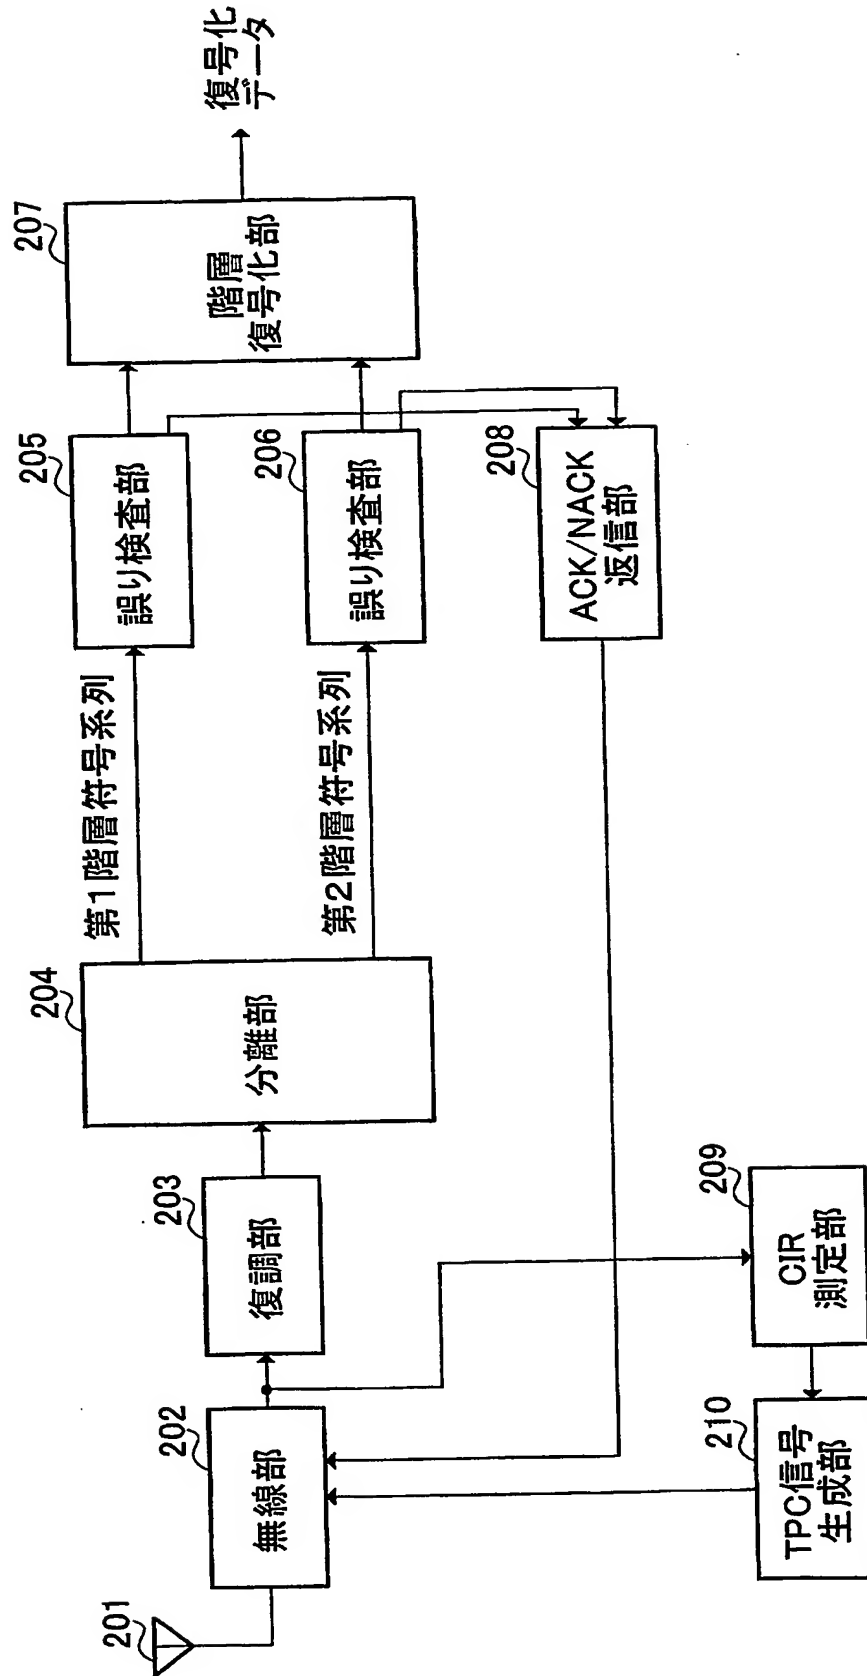 201
202
無線部
203
復調部
204
分離部
第1階層符号系列
第2階層符号系列
205
誤り検査部
206
誤り検査部
207
階層
復号化部
復号化
データ
208
ACK/NACK
返信部
209
CIR
測定部
210
TPC信号
生成部